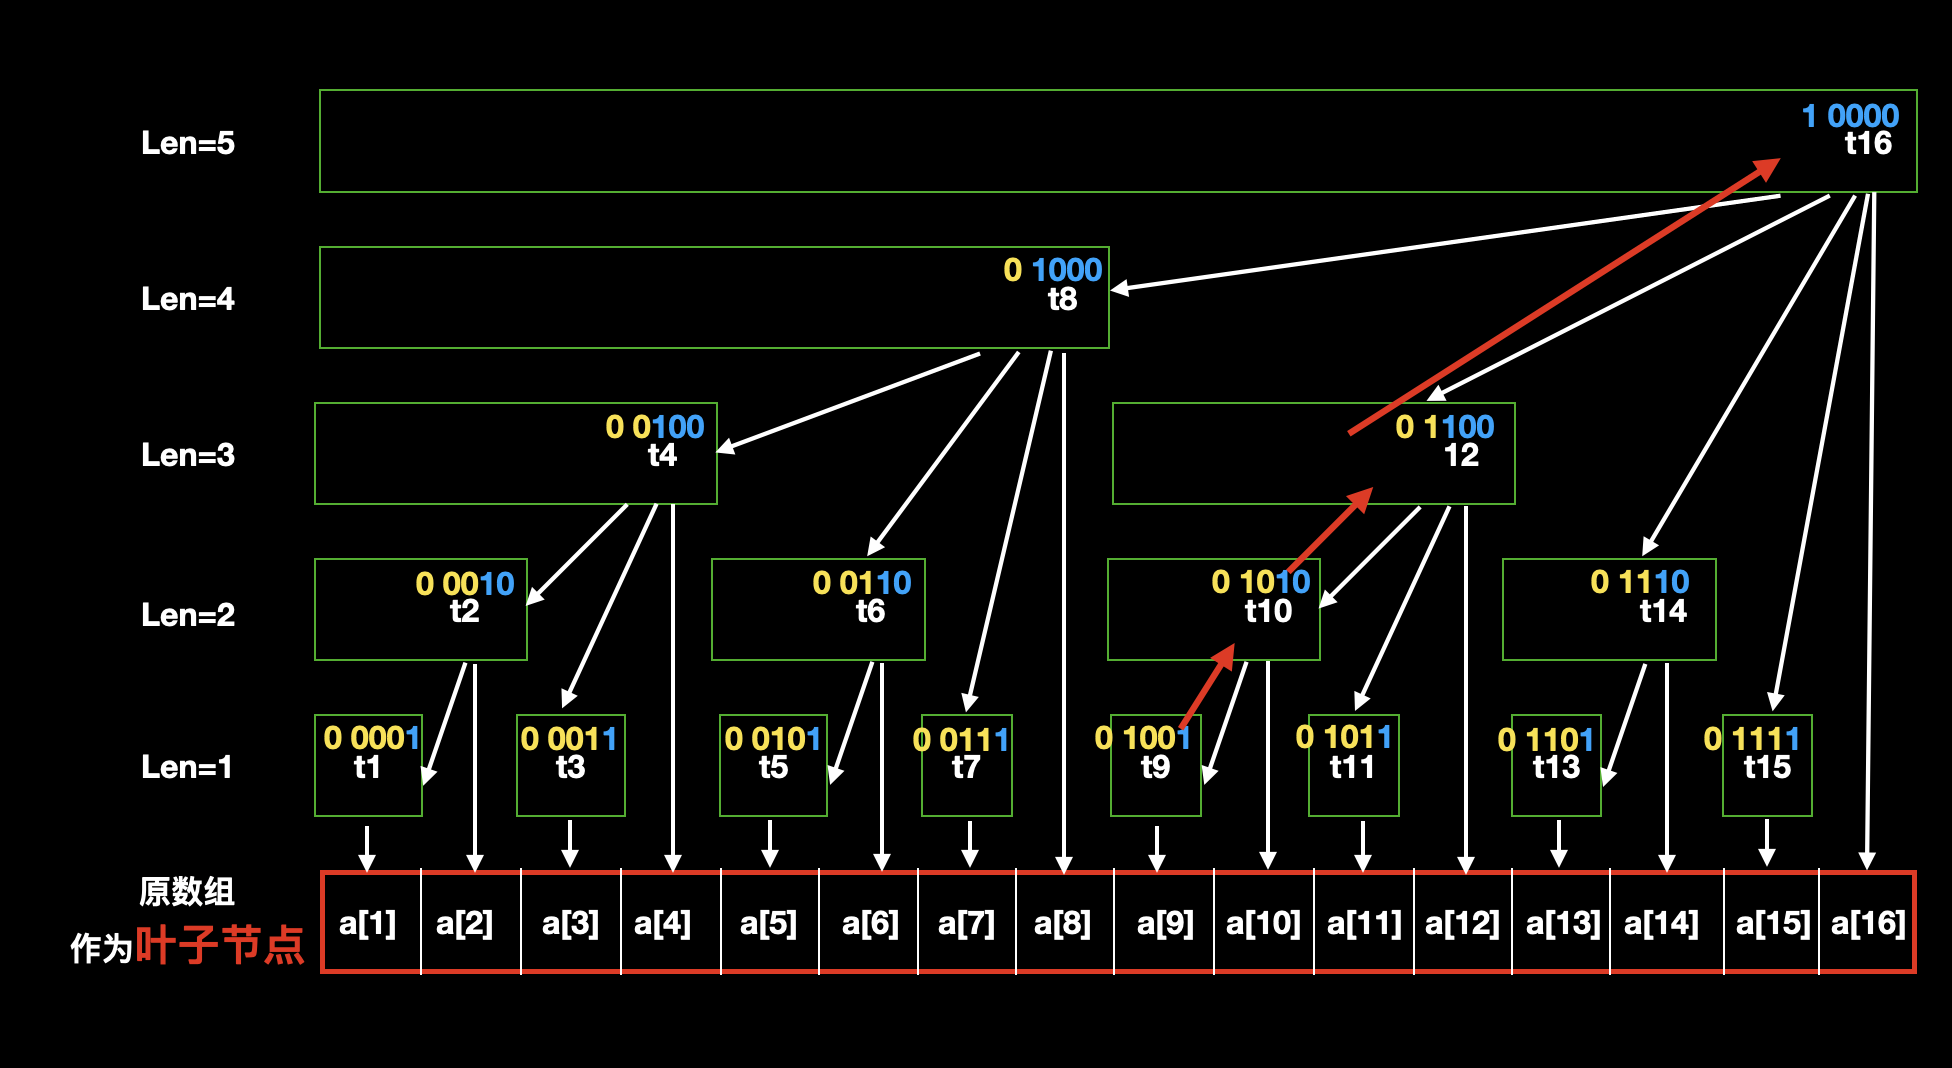 1 0000
Len=5
t16
0 1000
Len=4
t8
0 0100
0 1100
Len=3
t4
12
0 0010
0 0110
0 1010
0 1110
Len=2
t2
t6
t10
t14
0 0001
0 0011
0 0101
0 0111
0 1001
0 1011
0 1101
0 1111
Len=1
t1
t3
t5
t7
t9
t11
t13
t15
原数组
作为叶子节点
a[1]
a[2]
a[3]
a[4]
a[5]
a[6]
a[7]
a[8]
a[9]
a[10]
a[11]
a[12]
a[13]
a[14]
a[15]
a[16]